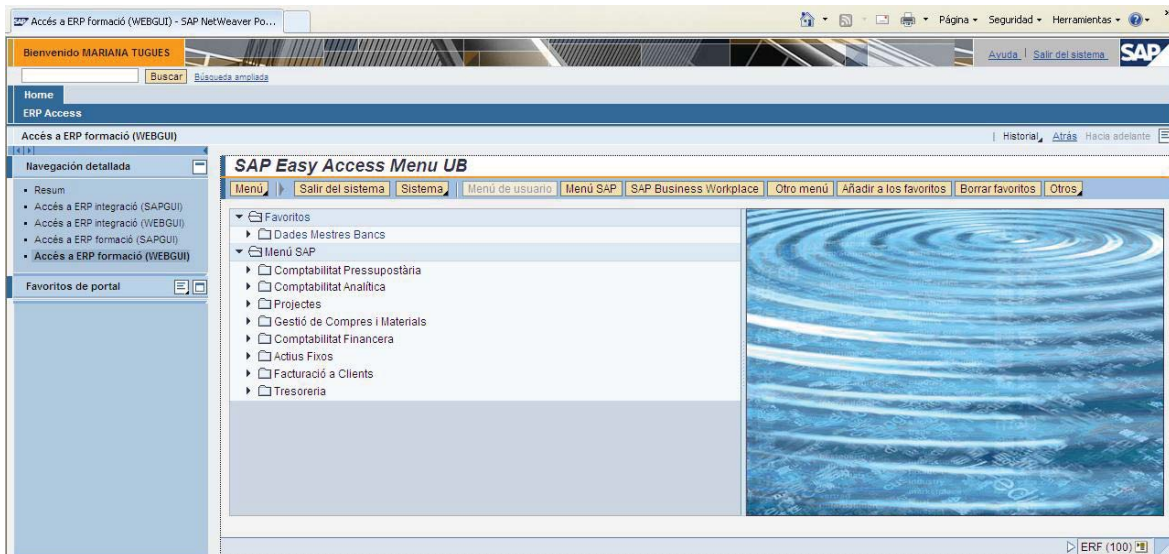 Accés a ERP formació (WEBGUI) - SAP NetWeaver Po...
Página Seguridad Herramientas
Bienvenido MARIANA TUGUES
Ayuda Salir del sistema SAP
Buscar Búsqueda ampliada
Home
ERP Access
Accés a ERP formació (WEBGUI) Historial Atrás Hacia adelante
Navegación detallada
Resum
Accés a ERP integració (SAPGUI)
Accés a ERP integració (WEBGUI)
Accés a ERP formació (SAPGUI)
Accés a ERP formació (WEBGUI)
Favoritos de portal
SAP Easy Access Menu UB
Menú Salir del sistema Sistema Menú de usuario Menú SAP SAP Business Workplace Otro menú Añadir a los favoritos Borrar favoritos Otros
Favoritos
Dades Mestres Bancs
Menú SAP
Comptabilitat Pressupostària
Comptabilitat Analítica
Projectes
Gestió de Compres i Materials
Comptabilitat Financera
Actius Fixos
Facturació a Clients
Tresoreria
ERF (100)